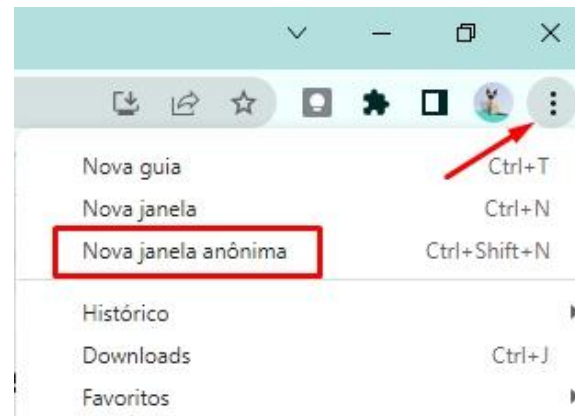 Nova guia Ctrl+T
Nova janela Ctrl+N
Nova janela anônima Ctrl+Shift+N
Histórico
Downloads Ctrl+J
Favoritos